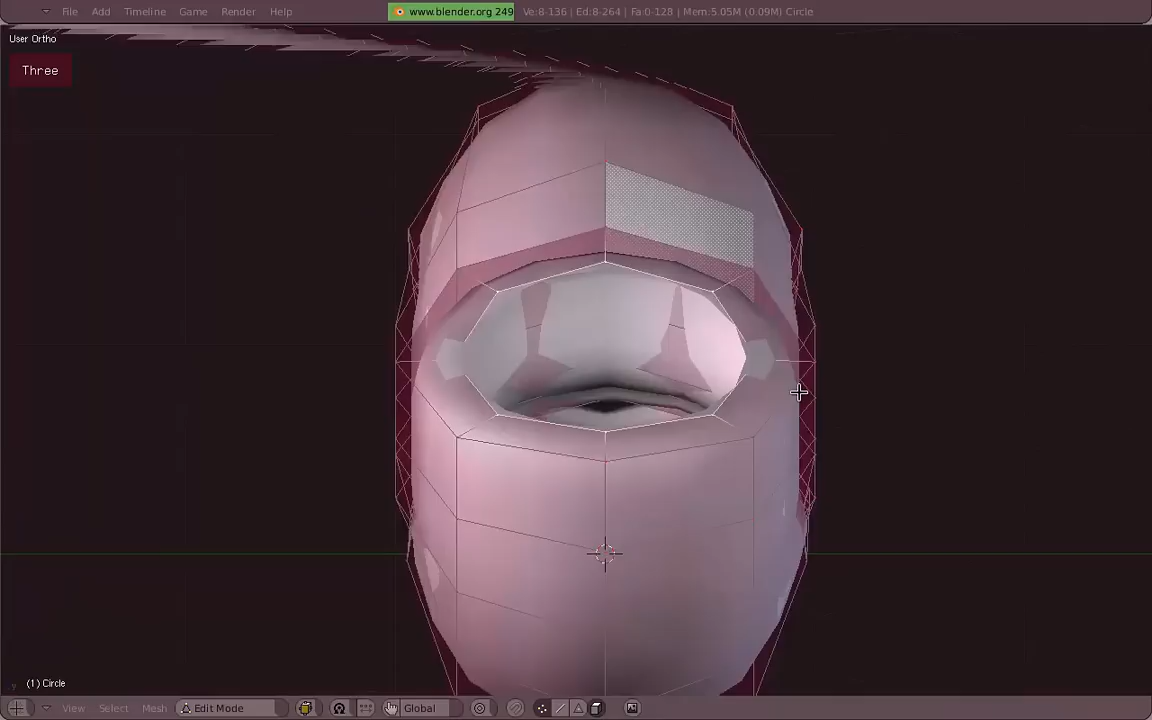 File Add Timeline Game Render Help www.blender.org 249 Ve:8-136 | Ed:8-264 | Fa:0-128 | Mem:5.05M (0.09M) Circle
User Ortho
Three
(1) Circle
View Select Mesh Edit Mode Global